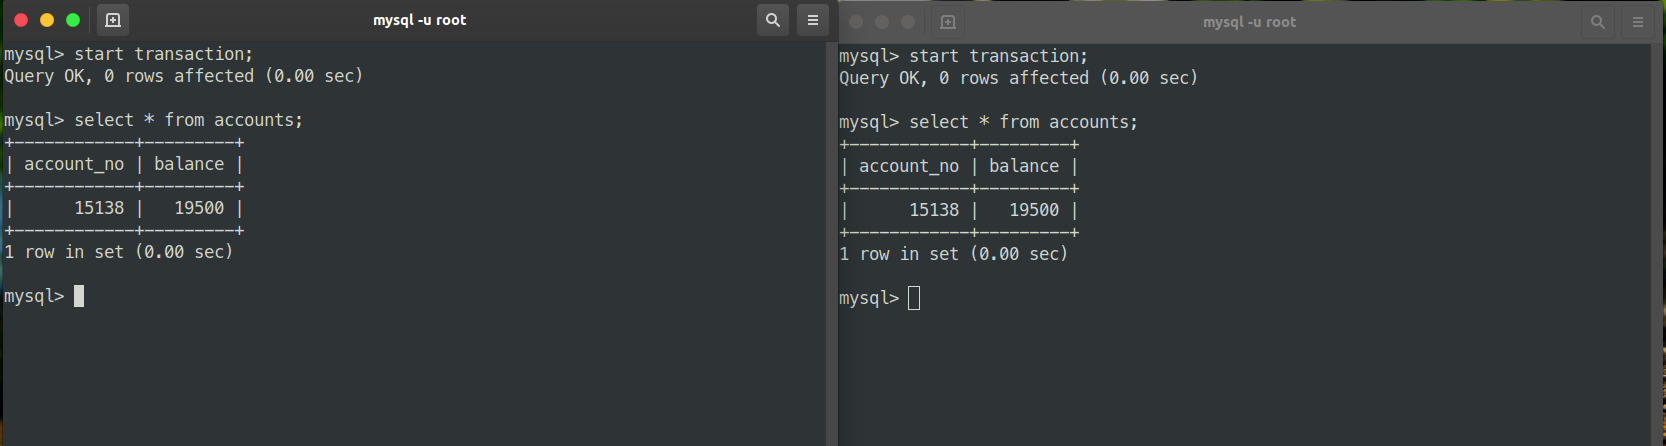 mysql -u root
mysql> start transaction;
Query OK, 0 rows affected (0.00 sec)
mysql> select * from accounts;
+------------+---------+
| account_no | balance |
+------------+---------+
|      15138 |   19500 |
+------------+---------+
1 row in set (0.00 sec)
mysql>
mysql -u root
mysql> start transaction;
Query OK, 0 rows affected (0.00 sec)
mysql> select * from accounts;
+------------+---------+
| account_no | balance |
+------------+---------+
|      15138 |   19500 |
+------------+---------+
1 row in set (0.00 sec)
mysql>